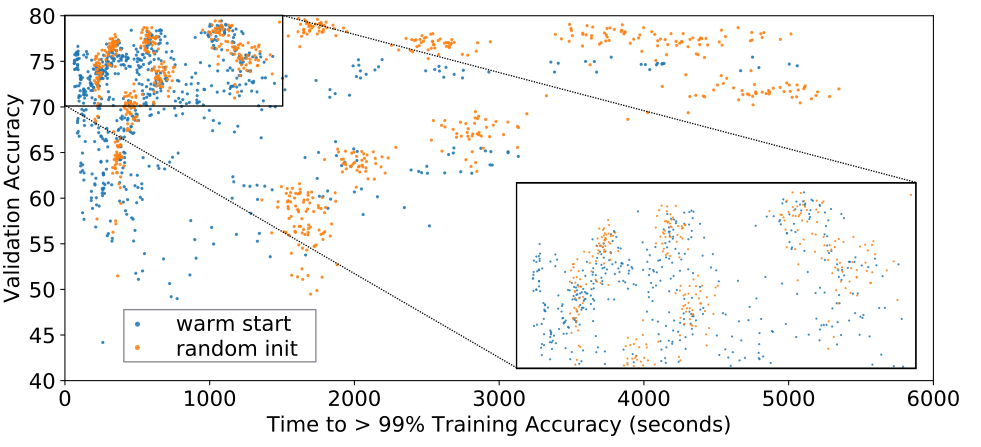 80
75
70
65
60
55
50
45
40
Validation Accuracy
warm start
random init
0 1000 2000 3000 4000 5000 6000
Time to > 99% Training Accuracy (seconds)